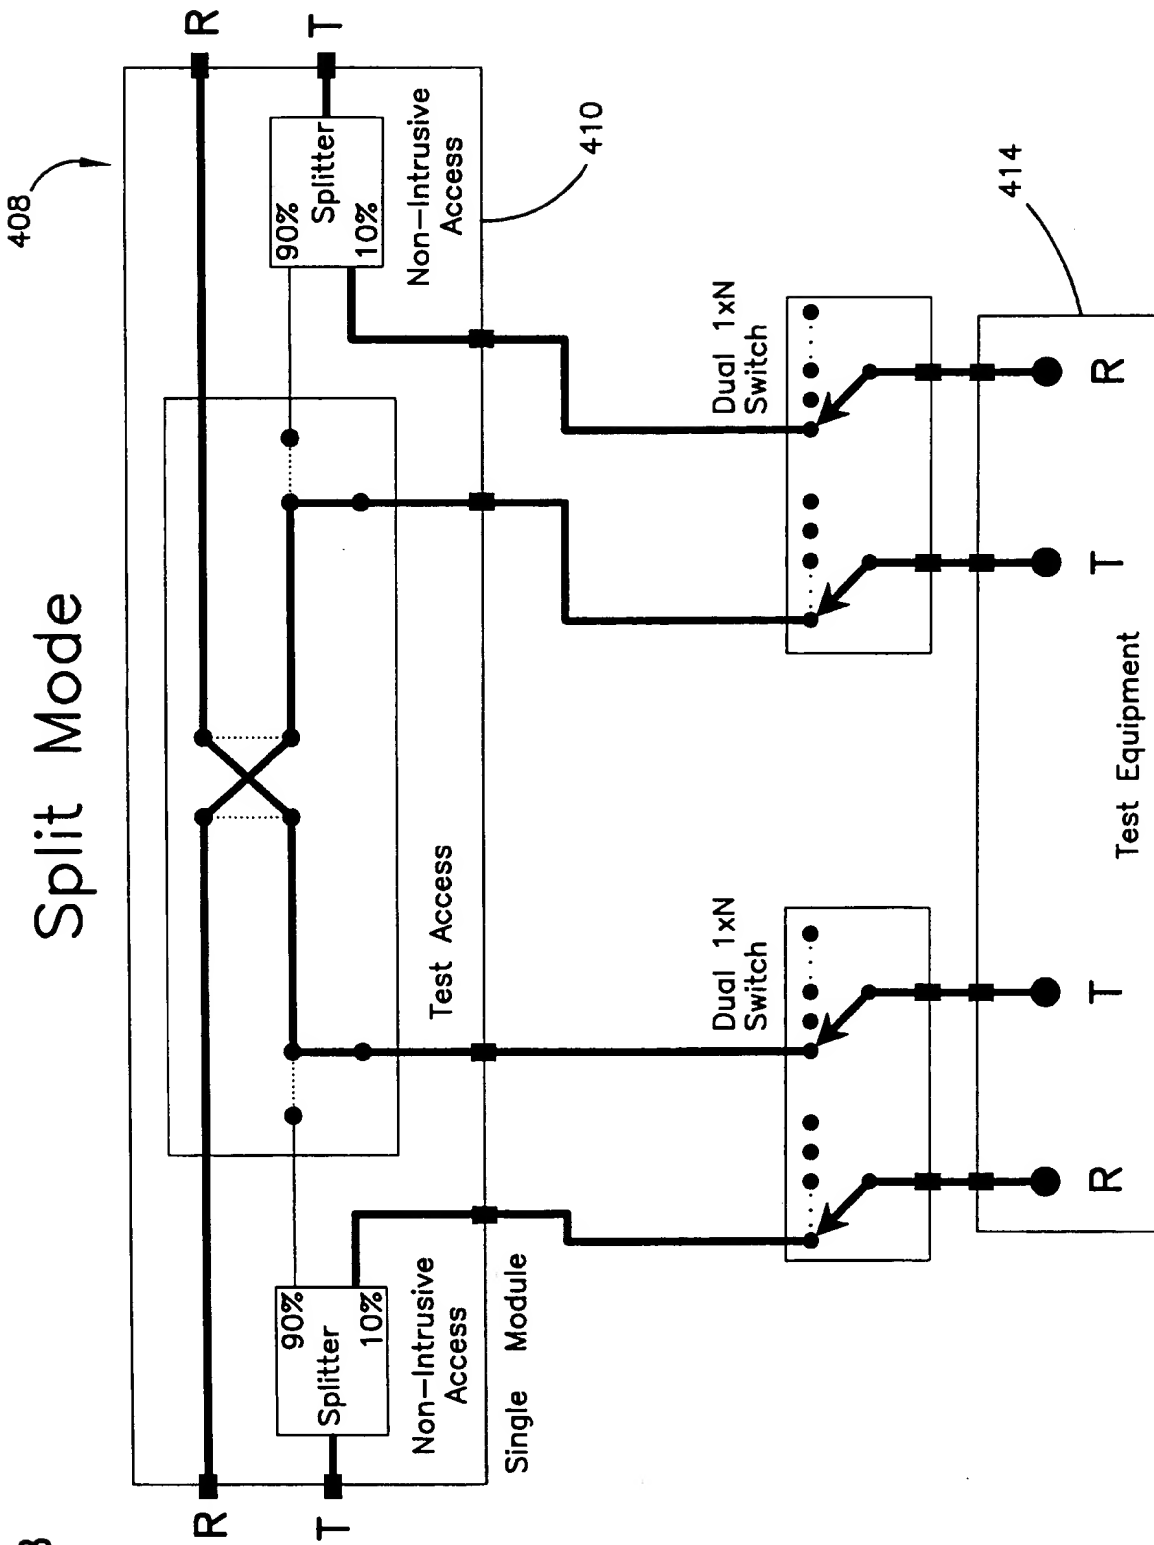 Split Mode
408
R
T
R
T
90%
Splitter
10%
90%
Splitter
10%
Non-Intrusive
Access
Test Access
Non-Intrusive
Access
Single Module
410
Dual 1xN
Switch
Dual 1xN
Switch
414
R
T
T
R
Test Equipment